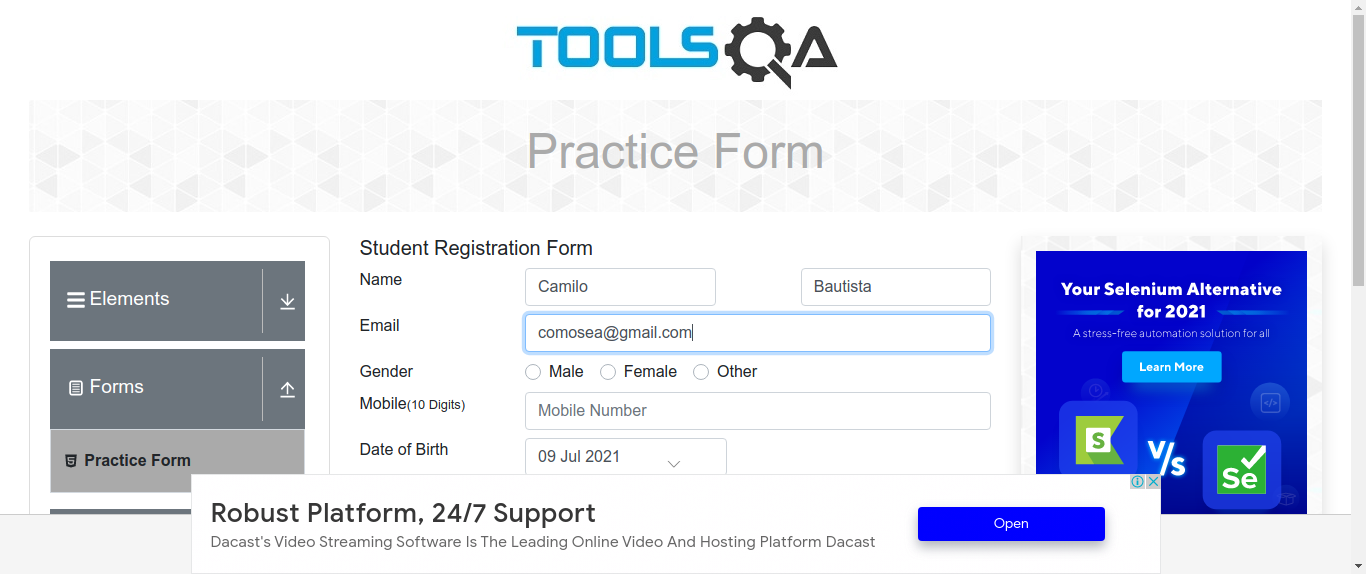 TOOLSQA
Practice Form
Elements
Forms
Practice Form
Student Registration Form
Name Camilo Bautista
Email comosea@gmail.com
Gender Male Female Other
Mobile(10 Digits) Mobile Number
Date of Birth 09 Jul 2021
Your Selenium Alternative
for 2021
A stress-free automation solution for all
Learn More
S V/S Se
Robust Platform, 24/7 Support
Dacast's Video Streaming Software Is The Leading Online Video And Hosting Platform Dacast
Open